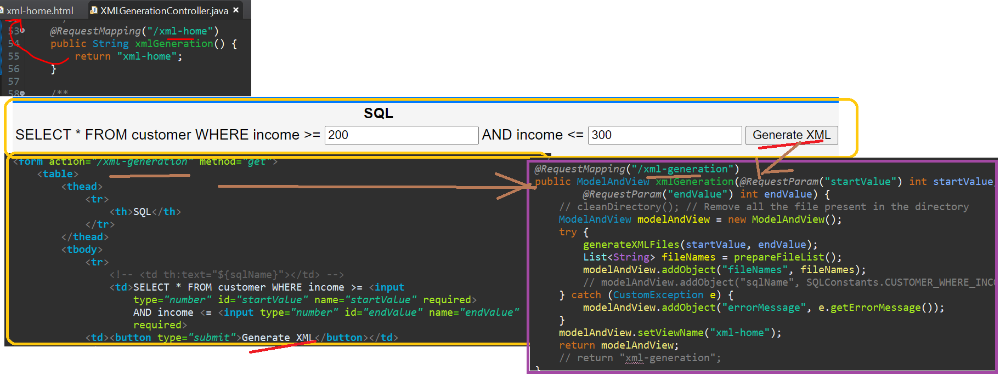 xml-home.html XMLGenerationController.java ×
53 @RequestMapping("/xml-home")
54 public String xmlGeneration() {
55 return "xml-home";
56 }
57
58 /**
SQL
SELECT * FROM customer WHERE income >= 200 AND income <= 300 Generate XML
<form action="/xml-generation" method="get">
<table>
<thead>
<tr>
<th>SQL</th>
</tr>
</thead>
<tbody>
<tr>
<!-- <td th:text="${sqlName}"></td> -->
<td>SELECT * FROM customer WHERE income >= <input
type="number" id="startValue" name="startValue" required>
AND income <= <input type="number" id="endValue" name="endValue"
required>
<td><button type="submit">Generate XML</button></td>
@RequestMapping("/xml-generation")
public ModelAndView xmlGeneration(@RequestParam("startValue") int startValue,
@RequestParam("endValue") int endValue) {
// cleanDirectory(); // Remove all the file present in the directory
ModelAndView modelAndView = new ModelAndView();
try {
generateXMLFiles(startValue, endValue);
List<String> fileNames = prepareFileList();
modelAndView.addObject("fileNames", fileNames);
// modelAndView.addObject("sqlName", SQLConstants.CUSTOMER_WHERE_INCO
} catch (CustomException e) {
modelAndView.addObject("errorMessage", e.getErrorMessage());
}
modelAndView.setViewName("xml-home");
return modelAndView;
// return "xml-generation";
}